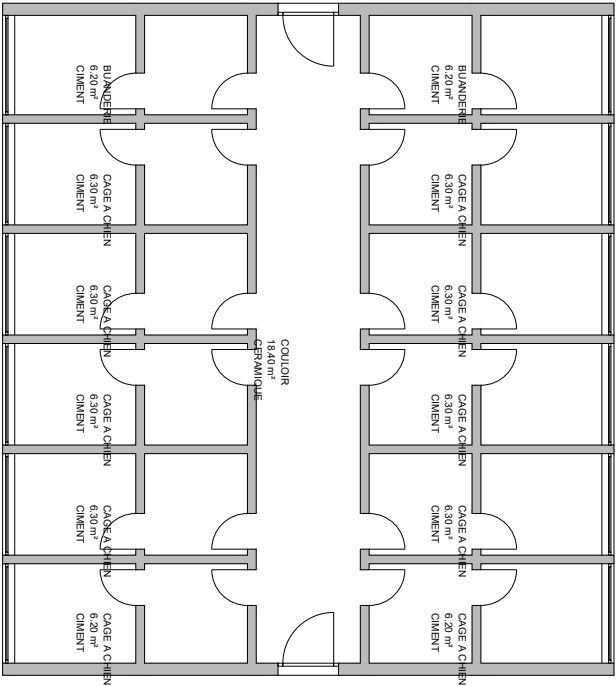 BUANDERIE
6.20 m²
CIMENT
BUANDERIE
6.20 m²
CIMENT
CAGE A CHIEN
6.30 m²
CIMENT
CAGE A CHIEN
6.30 m²
CIMENT
CAGE A CHIEN
6.30 m²
CIMENT
CAGE A CHIEN
6.30 m²
CIMENT
COULOIR
18.40 m²
CERAMIQUE
CAGE A CHIEN
6.30 m²
CIMENT
CAGE A CHIEN
6.30 m²
CIMENT
CAGE A CHIEN
6.30 m²
CIMENT
CAGE A CHIEN
6.30 m²
CIMENT
CAGE A CHIEN
6.20 m²
CIMENT
CAGE A CHIEN
6.20 m²
CIMENT